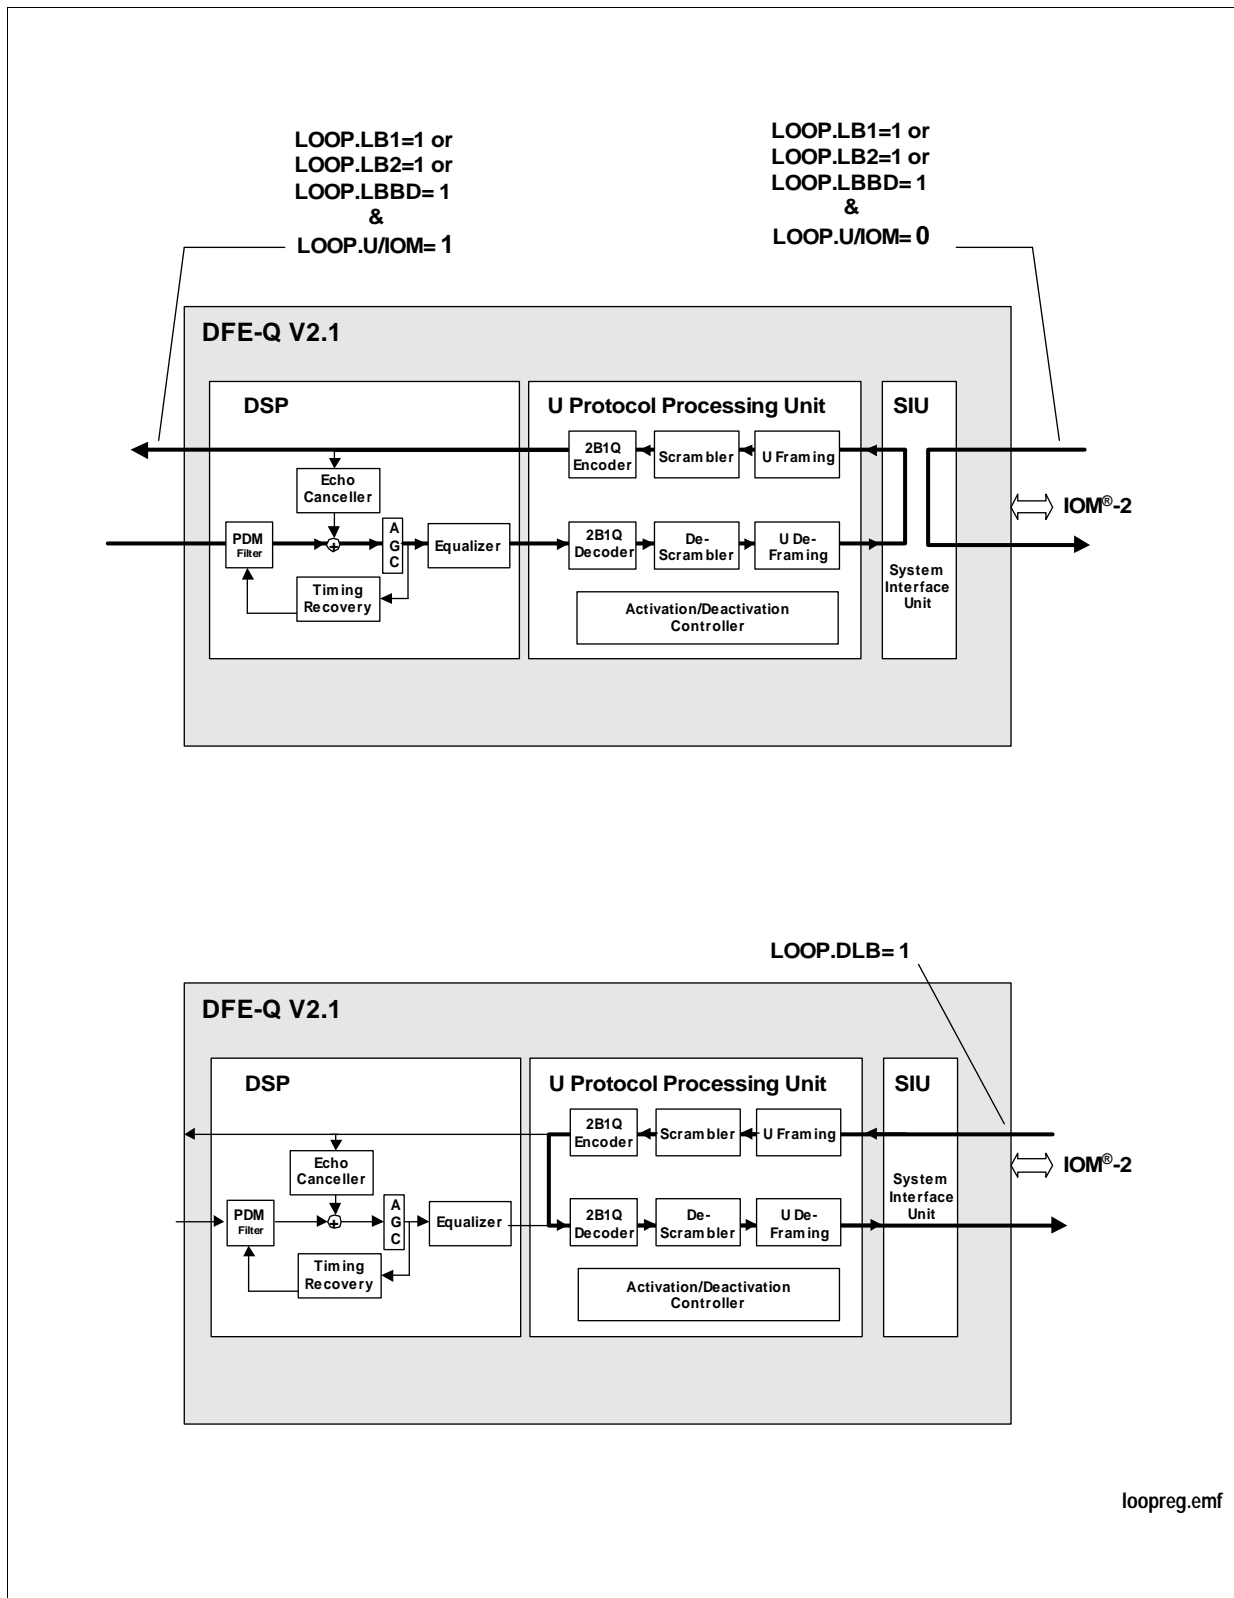 LOOP.LB1=1 or
LOOP.LB2=1 or
LOOP.LBBD= 1
&
LOOP.U/IOM= 1
LOOP.LB1=1 or
LOOP.LB2=1 or
LOOP.LBBD= 1
&
LOOP.U/IOM= 0
DFE-Q V2.1
DSP
U Protocol Processing Unit
SIU
2B1Q
Encoder
Scrambler
U Framing
Echo
Canceller
IOM®-2
PDM
Filter
+
A
G
C
Equalizer
2B1Q
Decoder
De-
Scrambler
U De-
Framing
System
Interface
Unit
Timing
Recovery
Activation/Deactivation
Controller
LOOP.DLB= 1
DFE-Q V2.1
DSP
U Protocol Processing Unit
SIU
2B1Q
Encoder
Scrambler
U Framing
Echo
Canceller
IOM®-2
System
Interface
Unit
PDM
Filter
+
A
G
C
Equalizer
2B1Q
Decoder
De-
Scrambler
U De-
Framing
Timing
Recovery
Activation/Deactivation
Controller
loopreg.emf